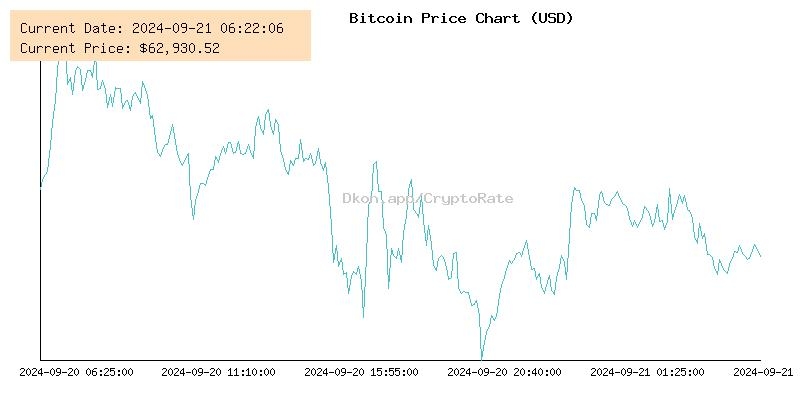 Bitcoin Price Chart (USD)
Current Date: 2024-09-21 06:22:06
Current Price: $62,930.52
Dkon.app/CryptoRate
2024-09-20 06:25:00 2024-09-20 11:10:00 2024-09-20 15:55:00 2024-09-20 20:40:00 2024-09-21 01:25:00 2024-09-21